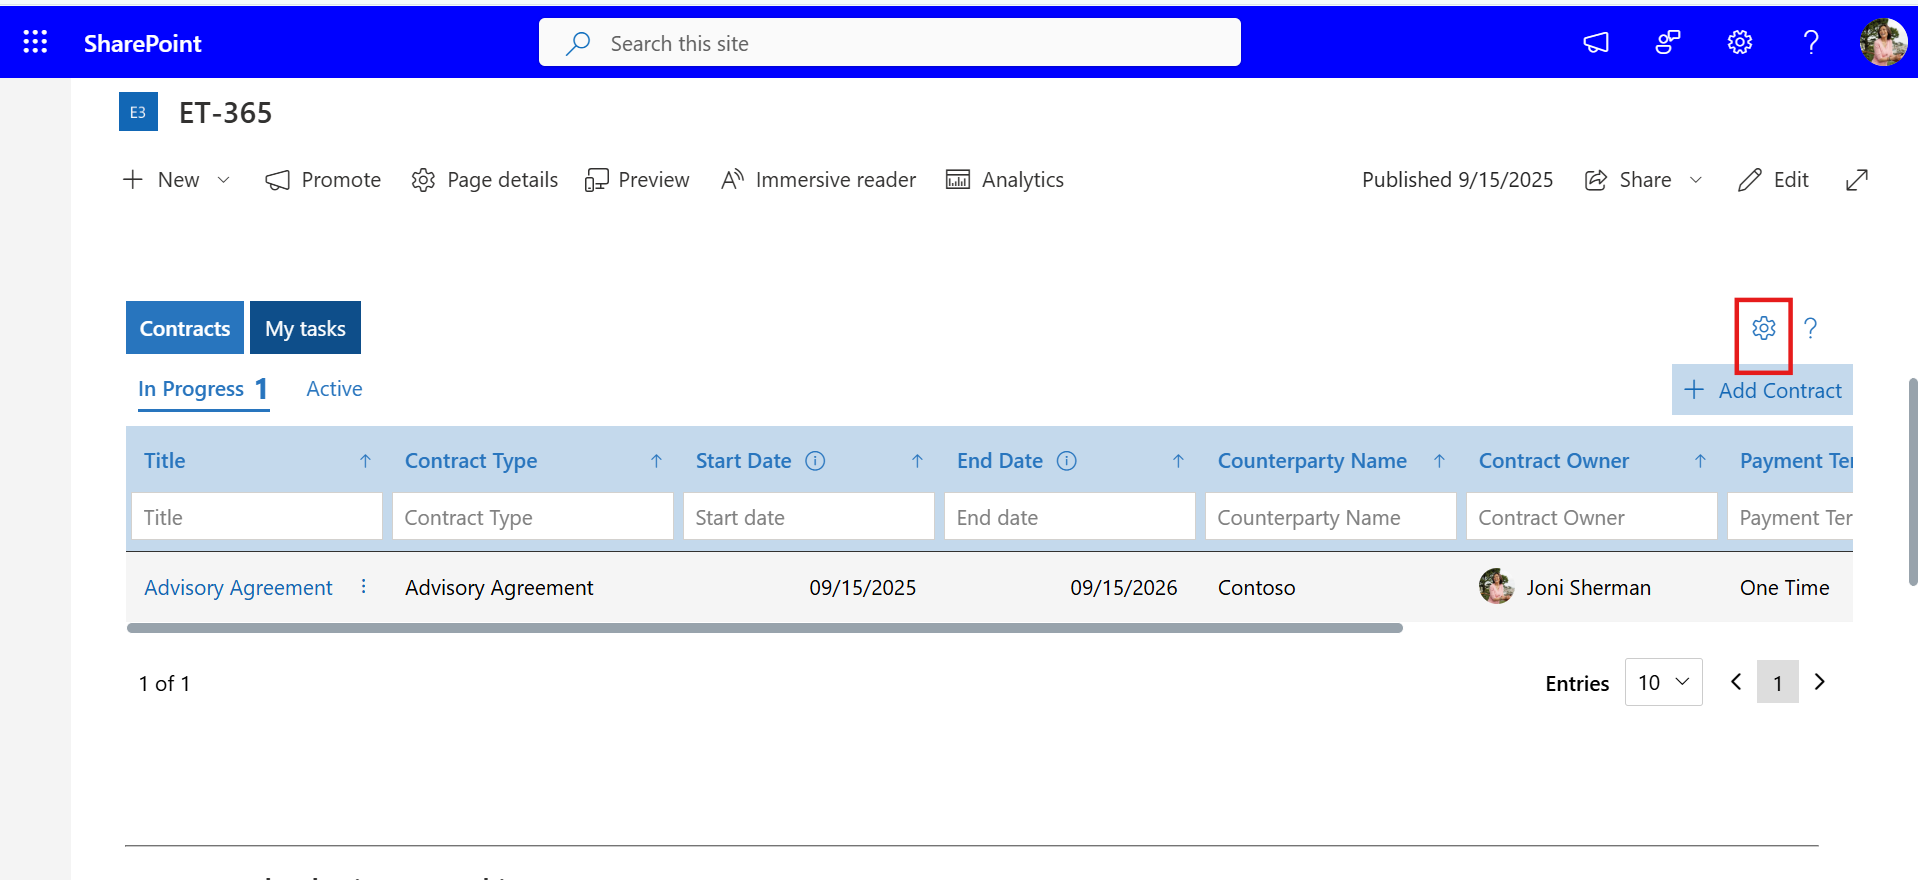 SharePoint
Search this site
?
E3
ET-365
New
Promote
Page details
Preview
Immersive reader
Analytics
Published 9/15/2025
Share
Edit
Contracts
My tasks
?
In Progress 1
Active
+ Add Contract
Title
Contract Type
Start Date
End Date
Counterparty Name
Contract Owner
Payment Ter
Title
Contract Type
Start date
End date
Counterparty Name
Contract Owner
Payment Ter
Advisory Agreement
Advisory Agreement
09/15/2025
09/15/2026
Contoso
Joni Sherman
One Time
1 of 1
Entries
10
1